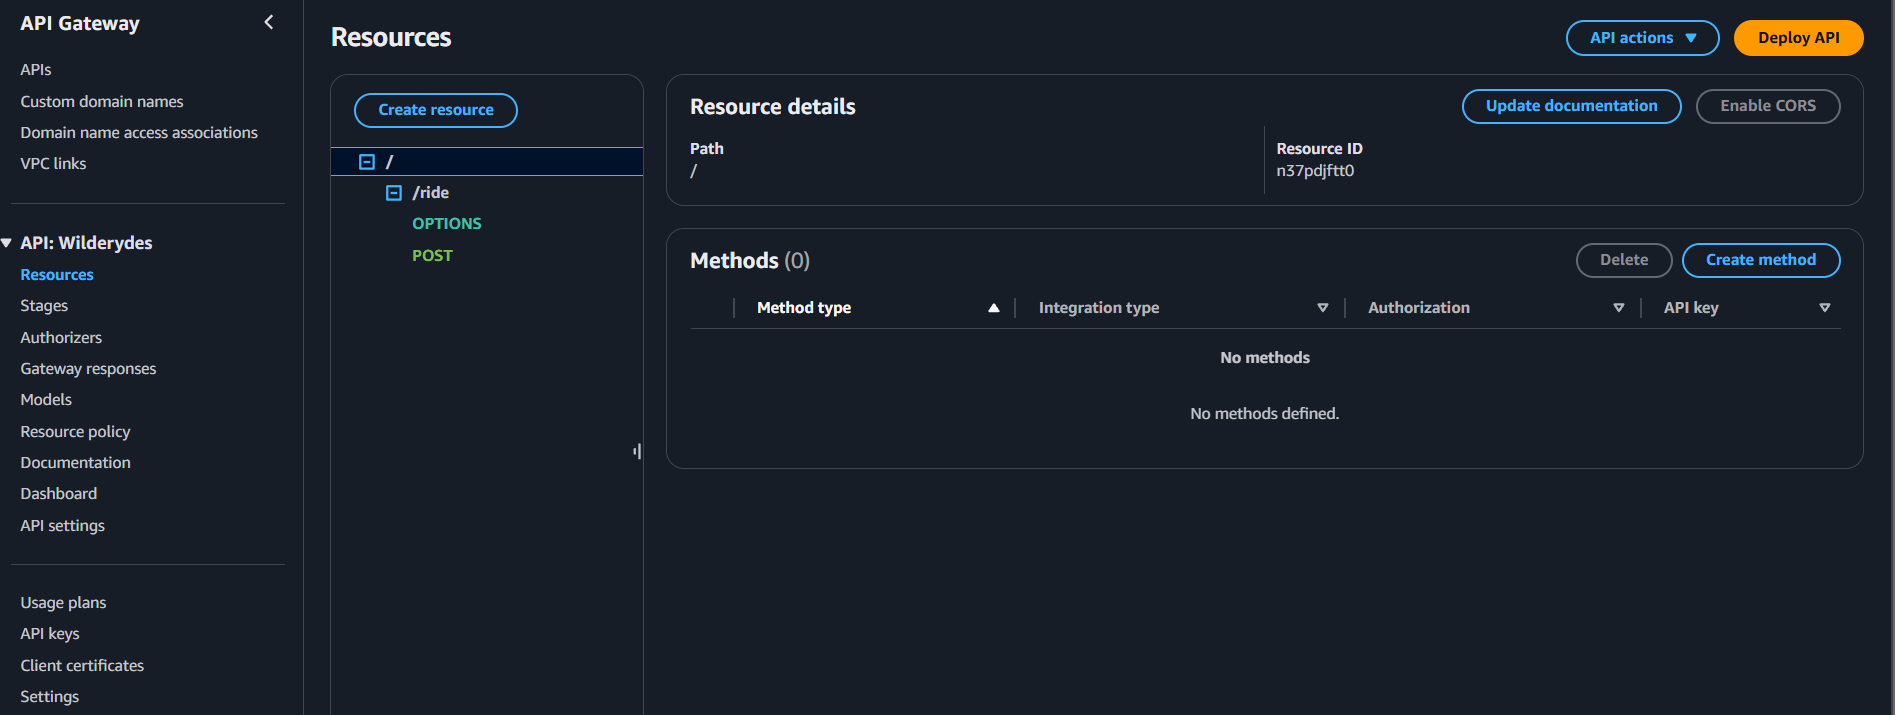 API Gateway
APIs
Custom domain names
Domain name access associations
VPC links
API: Wilderydes
Resources
Stages
Authorizers
Gateway responses
Models
Resource policy
Documentation
Dashboard
API settings
Usage plans
API keys
Client certificates
Settings
Resources
API actions
Deploy API
Create resource
/
/ride
OPTIONS
POST
Resource details
Update documentation
Enable CORS
Path
/
Resource ID
n37pdjftt0
Methods (0)
Delete
Create method
Method type
Integration type
Authorization
API key
No methods
No methods defined.